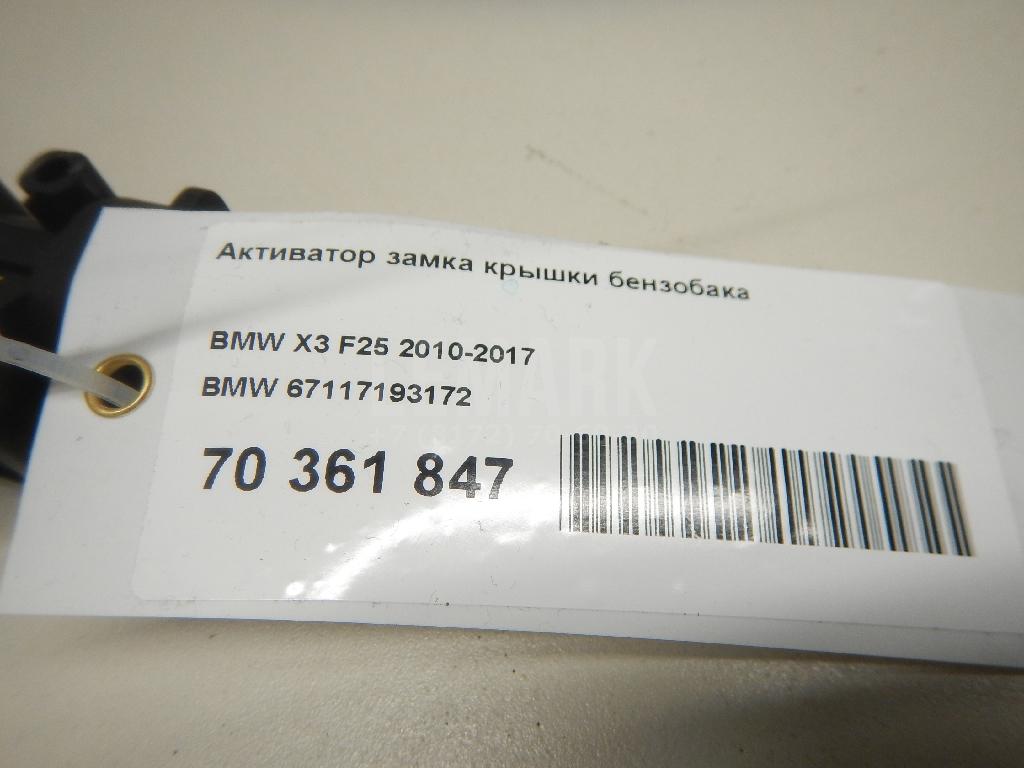 Активатор замка крышки бензобака
BMW X3 F25 2010-2017
BMW 67117193172
70 361 847